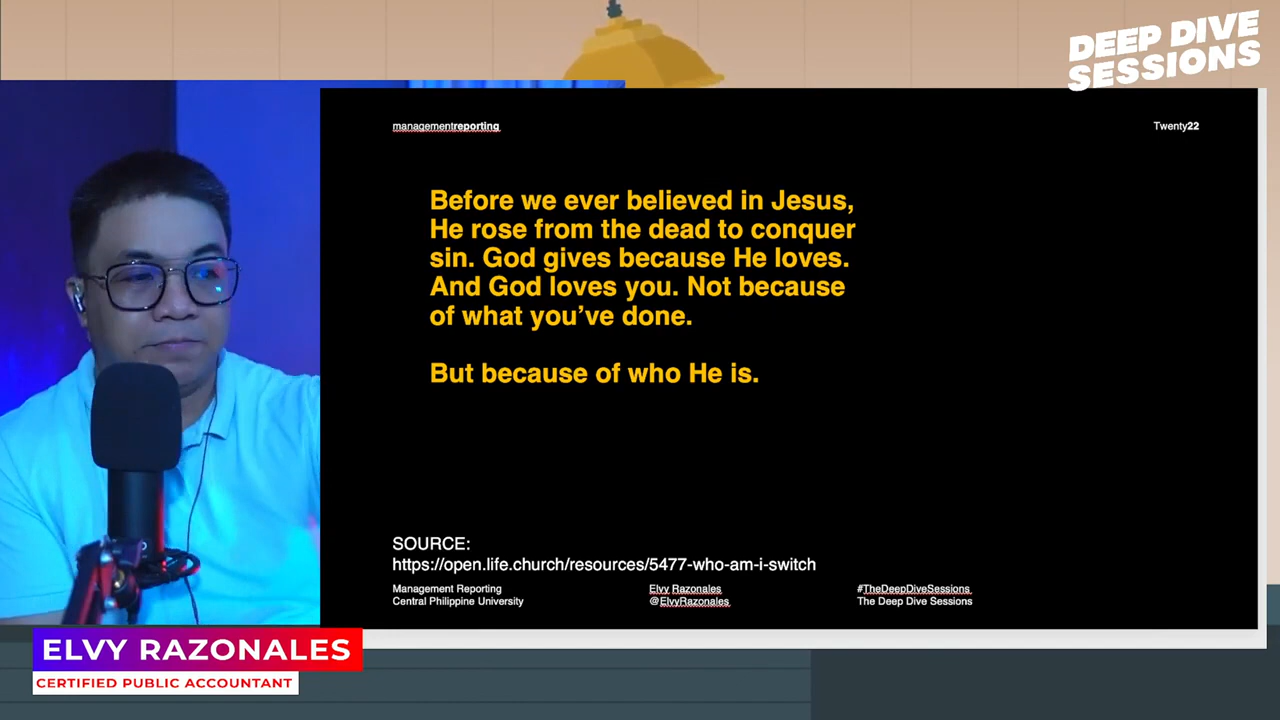 DEEP DIVE
SESSIONS
managementreporting
Twenty22
Before we ever believed in Jesus,
He rose from the dead to conquer
sin. God gives because He loves.
And God loves you. Not because
of what you’ve done.
But because of who He is.
SOURCE:
https://open.life.church/resources/5477-who-am-i-switch
Management Reporting
Central Philippine University
Elvy Razonales
@ElvyRazonales
#TheDeepDiveSessions
The Deep Dive Sessions
ELVY RAZONALES
CERTIFIED PUBLIC ACCOUNTANT